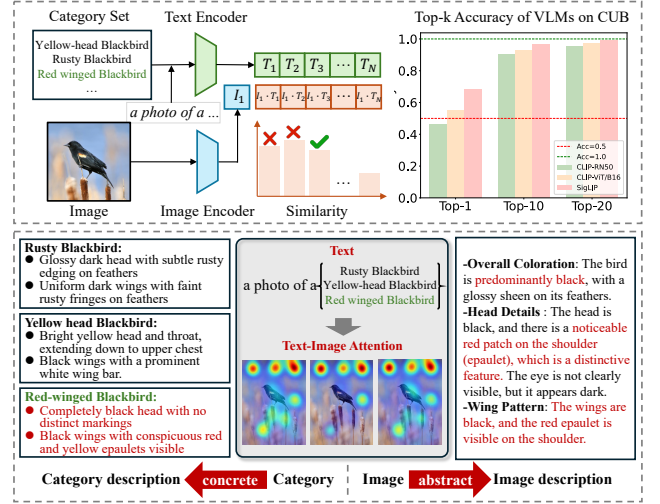 Category Set
Text Encoder
Yellow-head Blackbird
Rusty Blackbird
Red winged Blackbird
...
T1 T2 T3 ... TN
I1
I1 · T1 I1 · T2 I1 · T3 ... I1 · TN
a photo of a ...
...
Image
Image Encoder
Similarity
Top-k Accuracy of VLMs on CUB
1.0
0.8
0.6
0.4
0.2
0.0
Acc=0.5
Acc=1.0
CLIP-RN50
CLIP-ViT/B16
SigLIP
Top-1 Top-10 Top-20
Rusty Blackbird:
● Glossy dark head with subtle rusty
edging on feathers
● Uniform dark wings with faint
rusty fringes on feathers
Yellow head Blackbird:
● Bright yellow head and throat,
extending down to upper chest
● Black wings with a prominent
white wing bar.
Red-winged Blackbird:
● Completely black head with no
distinct markings
● Black wings with conspicuous red
and yellow epaulets visible
Text
a photo of a
Rusty Blackbird
Yellow-head Blackbird
Red winged Blackbird
Text-Image Attention
-Overall Coloration: The bird
is predominantly black, with a
glossy sheen on its feathers.
-Head Details : The head is
black, and there is a noticeable
red patch on the shoulder
(epaulet), which is a distinctive
feature. The eye is not clearly
visible, but it appears dark.
-Wing Pattern: The wings are
black, and the red epaulet is
visible on the shoulder.
Category description concrete Category
Image abstract Image description